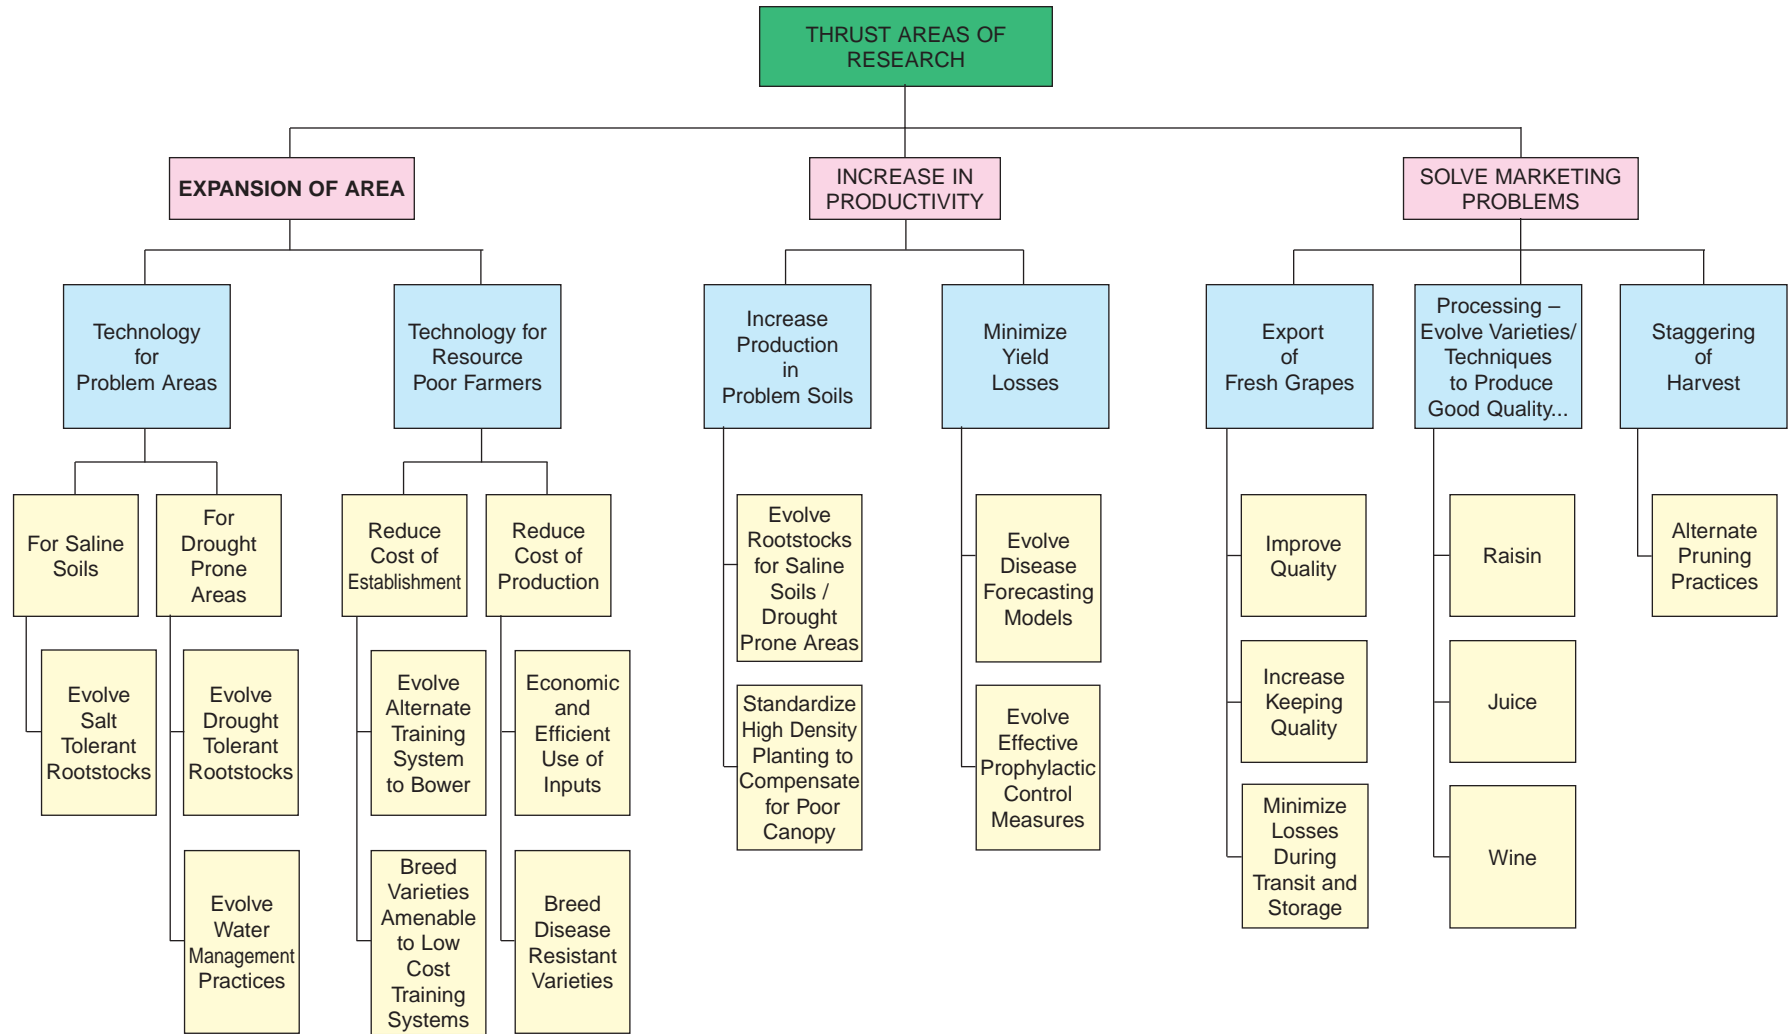 THRUST AREAS OF
RESEARCH
EXPANSION OF AREA
INCREASE IN
PRODUCTIVITY
SOLVE MARKETING
PROBLEMS
Technology
for
Problem Areas
Technology for
Resource
Poor Farmers
Increase
Production
in
Problem Soils
Minimize
Yield
Losses
Export
of
Fresh Grapes
Processing –
Evolve Varieties/
Techniques
to Produce
Good Quality...
Staggering
of
Harvest
For Saline
Soils
For
Drought
Prone
Areas
Reduce
Cost of
Establishment
Reduce
Cost of
Production
Evolve
Rootstocks
for Saline
Soils /
Drought
Prone Areas
Evolve
Disease
Forecasting
Models
Improve
Quality
Raisin
Alternate
Pruning
Practices
Evolve
Salt
Tolerant
Rootstocks
Evolve
Drought
Tolerant
Rootstocks
Evolve
Alternate
Training
System
to Bower
Economic
and
Efficient
Use of
Inputs
Standardize
High Density
Planting to
Compensate
for Poor
Canopy
Evolve
Effective
Prophylactic
Control
Measures
Increase
Keeping
Quality
Juice
Evolve
Water
Management
Practices
Breed
Varieties
Amenable
to Low
Cost
Training
Systems
Breed
Disease
Resistant
Varieties
Minimize
Losses
During
Transit and
Storage
Wine